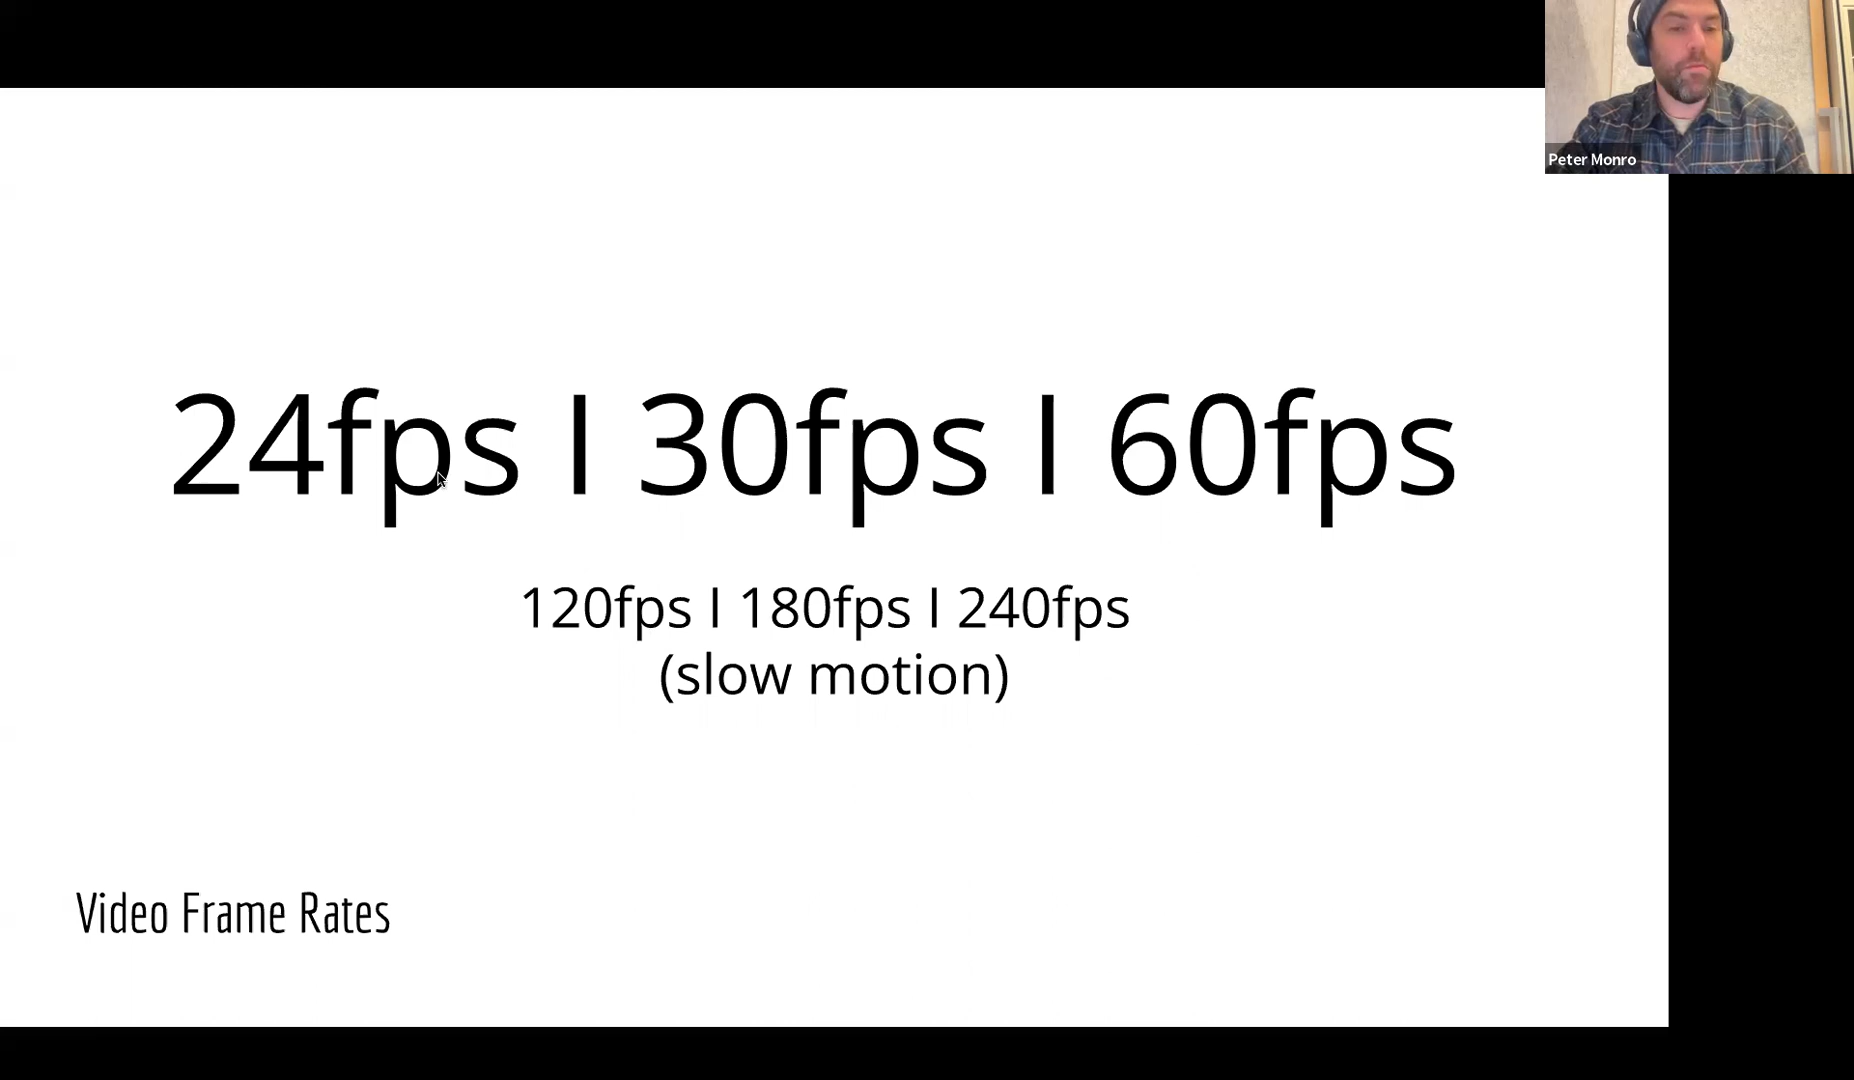 Peter Monro
24fps I 30fps I 60fps
120fps I 180fps I 240fps
(slow motion)
Video Frame Rates